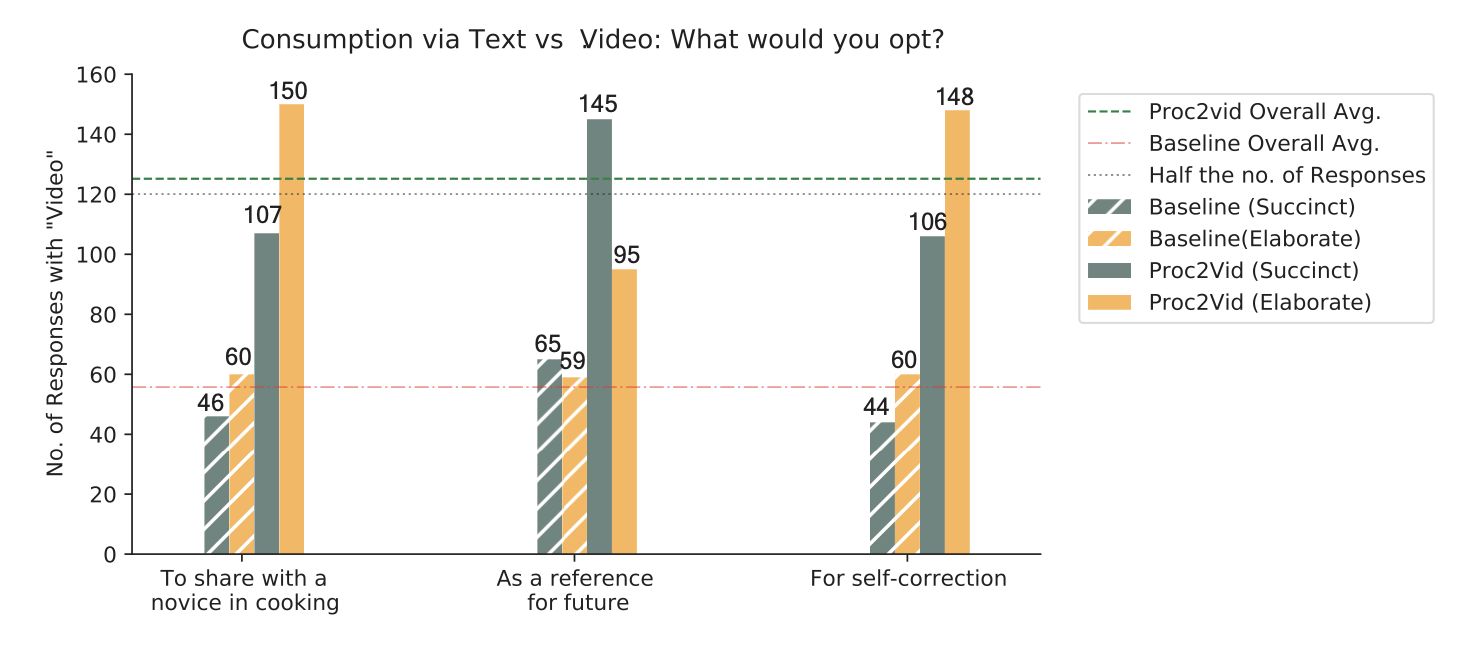 Consumption via Text vs Video: What would you opt?
No. of Responses with "Video"
160
140
120
100
80
60
40
20
0
46
60
107
150
65
59
145
95
44
60
106
148
To share with a
novice in cooking
As a reference
for future
For self-correction
Proc2vid Overall Avg.
Baseline Overall Avg.
Half the no. of Responses
Baseline (Succinct)
Baseline(Elaborate)
Proc2Vid (Succinct)
Proc2Vid (Elaborate)